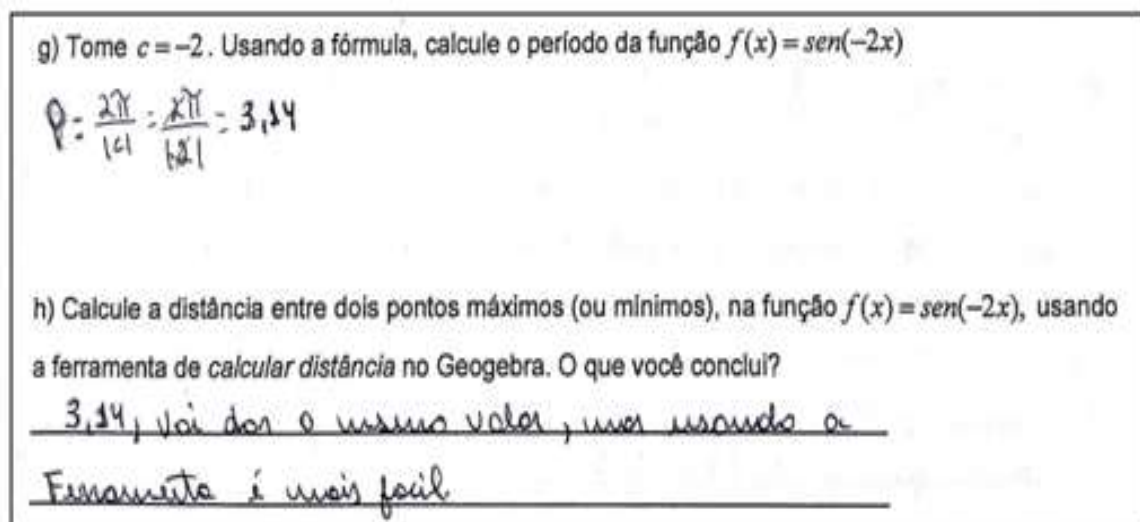 g) Tome c = –2. Usando a fórmula, calcule o período da função f(x) = sen(–2x)
P = 2π/|c| = 2π/|-2| = 3,14
h) Calcule a distância entre dois pontos máximos (ou mínimos), na função f(x) = sen(–2x), usando
a ferramenta de calcular distância no Geogebra. O que você conclui?
3,14, vai dar o mesmo valor, mas usando a
Ferramenta é mais facil